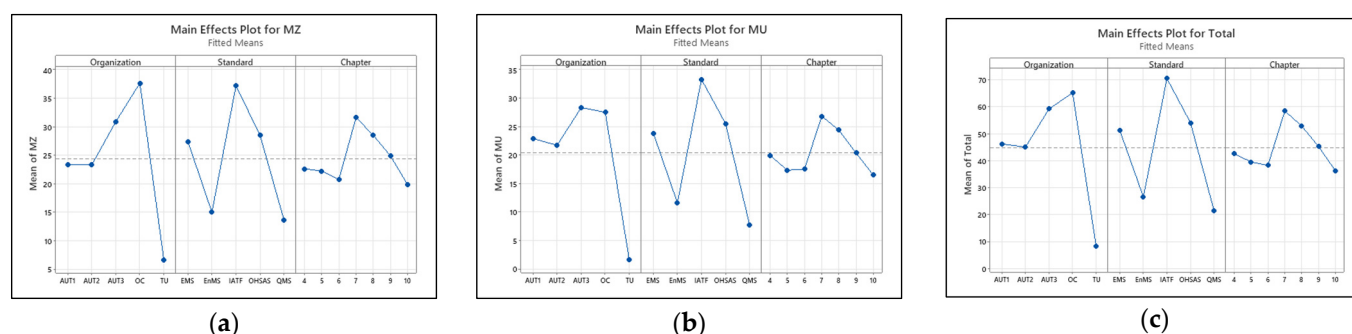 Main Effects Plot for MZ
Fitted Means
Organization Standard Chapter
40
35
30
25
20
15
10
5
Mean of MZ
AUT1 AUT2 AUT3 OC TU EMS EnMS IATF OHSAS QMS 4 5 6 7 8 9 10
(a)
Main Effects Plot for MU
Fitted Means
Organization Standard Chapter
35
30
25
20
15
10
5
0
Mean of MU
AUT1 AUT2 AUT3 OC TU EMS EnMS IATF OHSAS QMS 4 5 6 7 8 9 10
(b)
Main Effects Plot for Total
Fitted Means
Organization Standard Chapter
70
60
50
40
30
20
10
0
Mean of Total
AUT1 AUT2 AUT3 OC TU EMS EnMS IATF OHSAS QMS 4 5 6 7 8 9 10
(c)